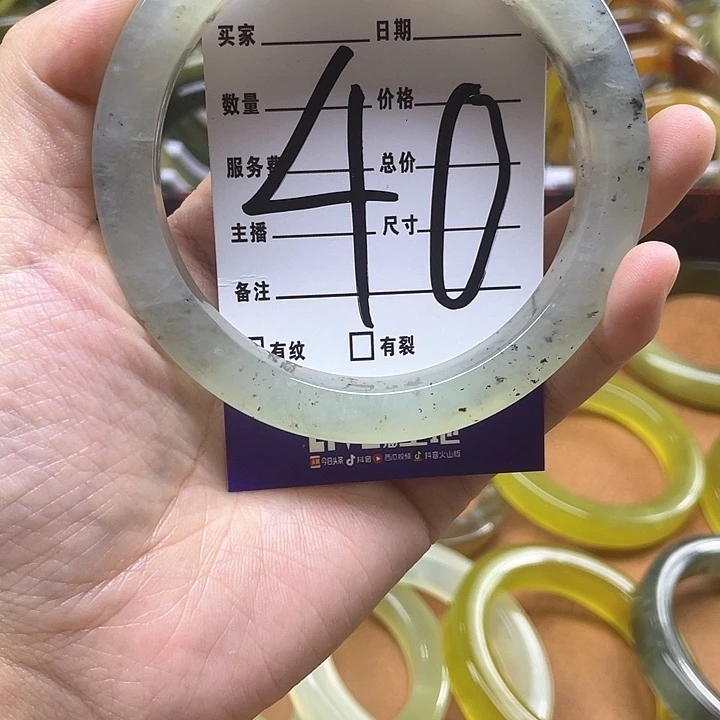 买家 日期
数量 价格
服务费 总价
主播 尺寸
备注
40
有纹 有裂
今日头条 抖音 西瓜视频 抖音火山版